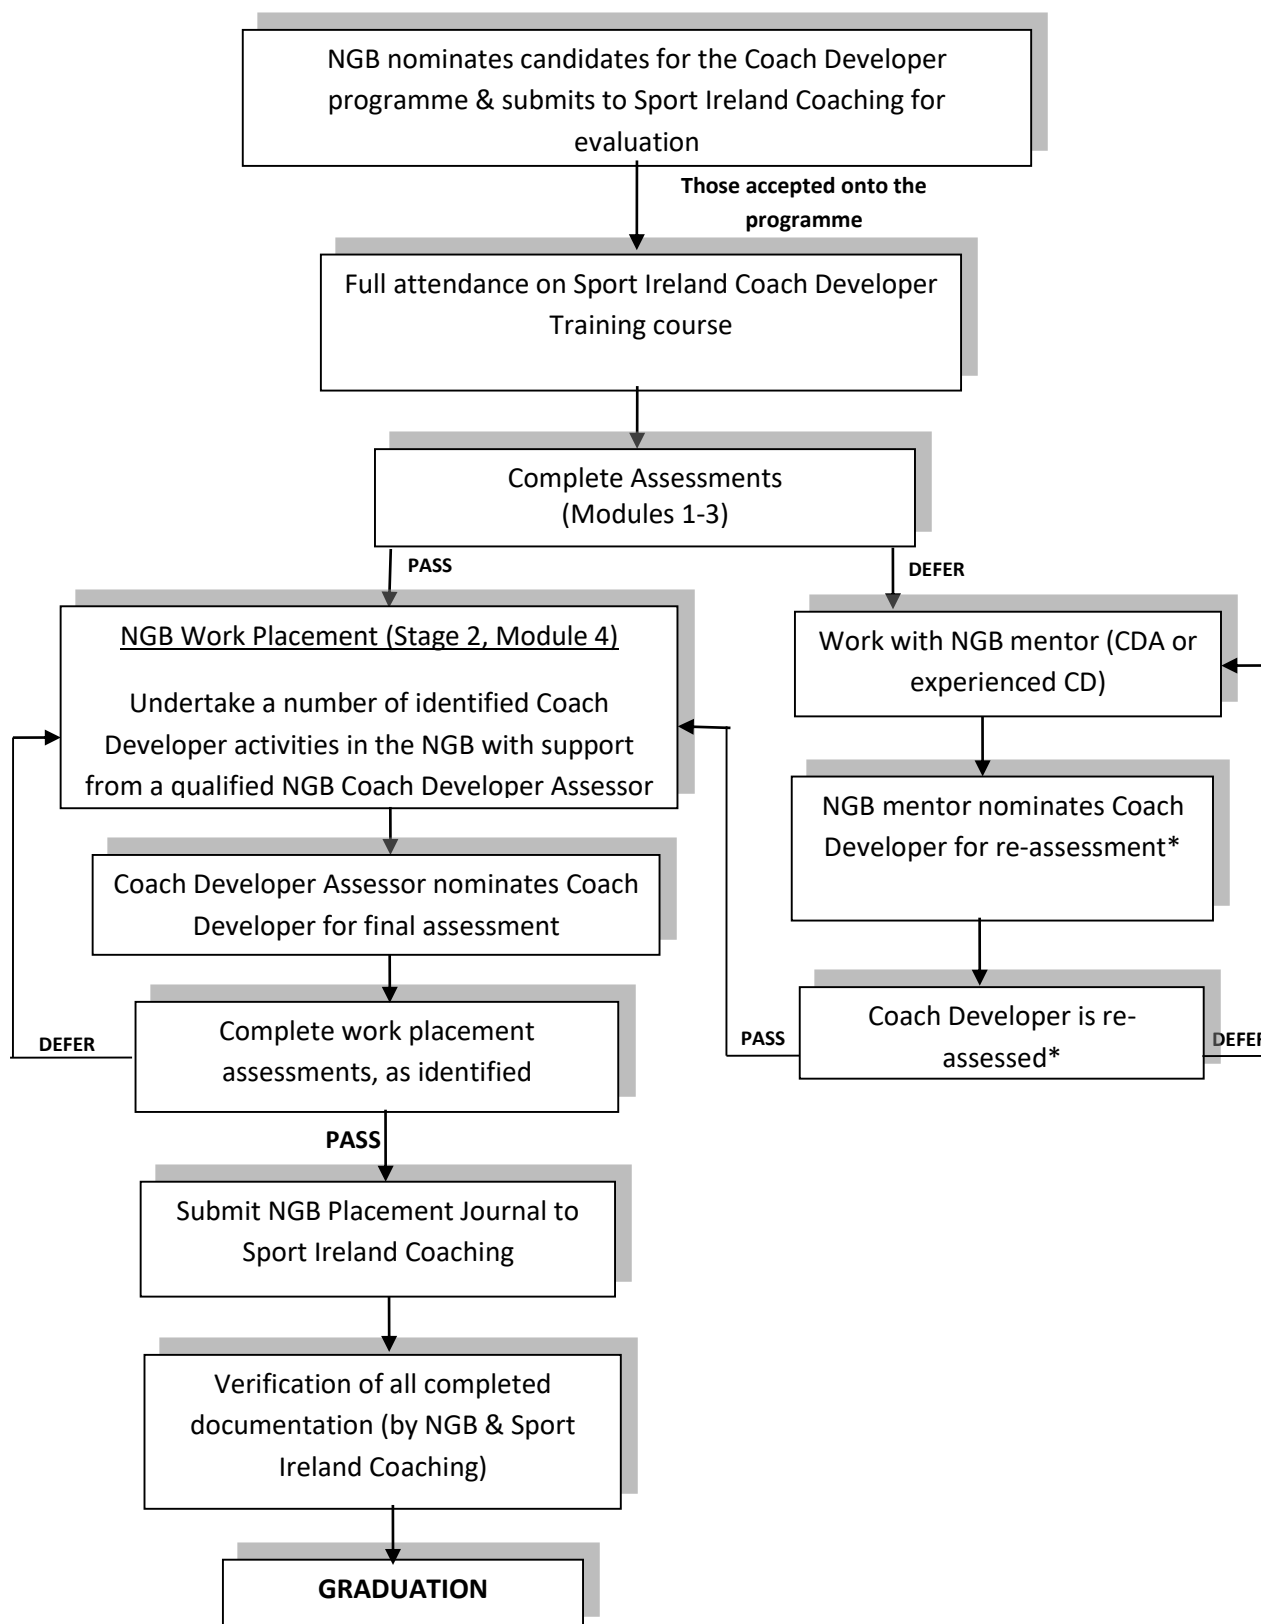 NGB nominates candidates for the Coach Developer
programme & submits to Sport Ireland Coaching for
evaluation
Those accepted onto the
programme
Full attendance on Sport Ireland Coach Developer
Training course
Complete Assessments
(Modules 1-3)
PASS
DEFER
NGB Work Placement (Stage 2, Module 4)
Undertake a number of identified Coach
Developer activities in the NGB with support
from a qualified NGB Coach Developer Assessor
Work with NGB mentor (CDA or
experienced CD)
NGB mentor nominates Coach
Developer for re-assessment*
Coach Developer Assessor nominates Coach
Developer for final assessment
Coach Developer is re-
assessed*
PASS
DEFER
Complete work placement
assessments, as identified
DEFER
PASS
Submit NGB Placement Journal to
Sport Ireland Coaching
Verification of all completed
documentation (by NGB & Sport
Ireland Coaching)
GRADUATION